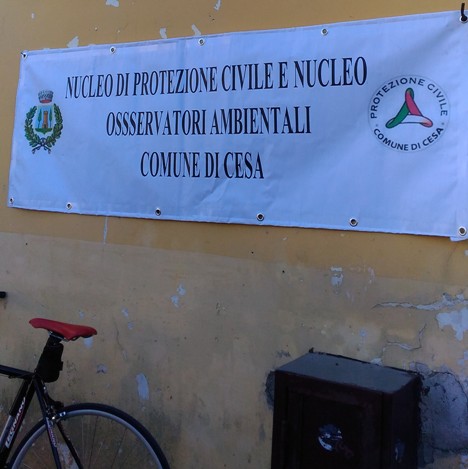 NUCLEO DI PROTEZIONE CIVILE E NUCLEO
OSSSERVATORI AMBIENTALI
COMUNE DI CESA
PROTEZIONE CIVILE
COMUNE DI CESA